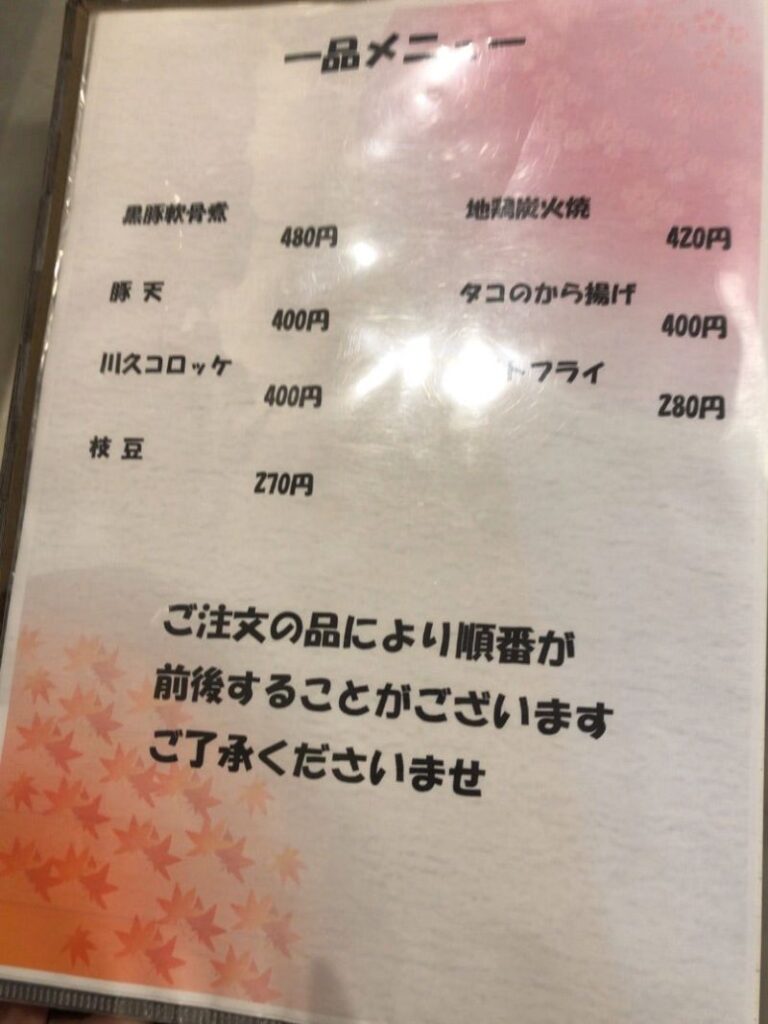 一品メニュー
黒豚軟骨煮
480円
豚天
400円
川久コロッケ
400円
枝豆
270円
地鶏炭火焼
420円
タコのから揚げ
400円
トフライ
280円
ご注文の品により順番が
前後することがございます
ご了承くださいませ